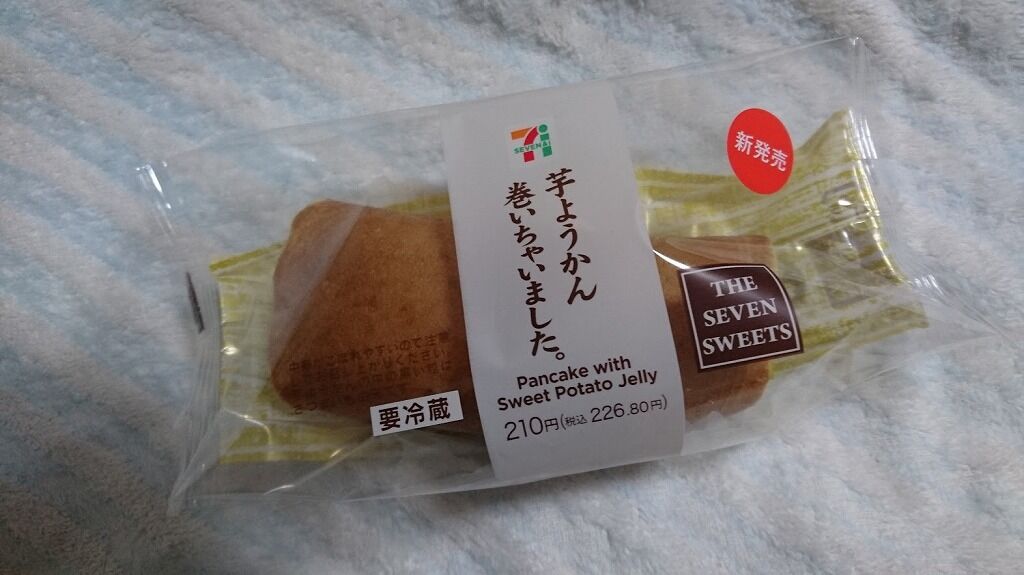 SEVEN&i
新発売
芋ようかん
巻いちゃいました。
THE
SEVEN
SWEETS
Pancake with
Sweet Potato Jelly
210円(税込 226.80円)
要冷蔵